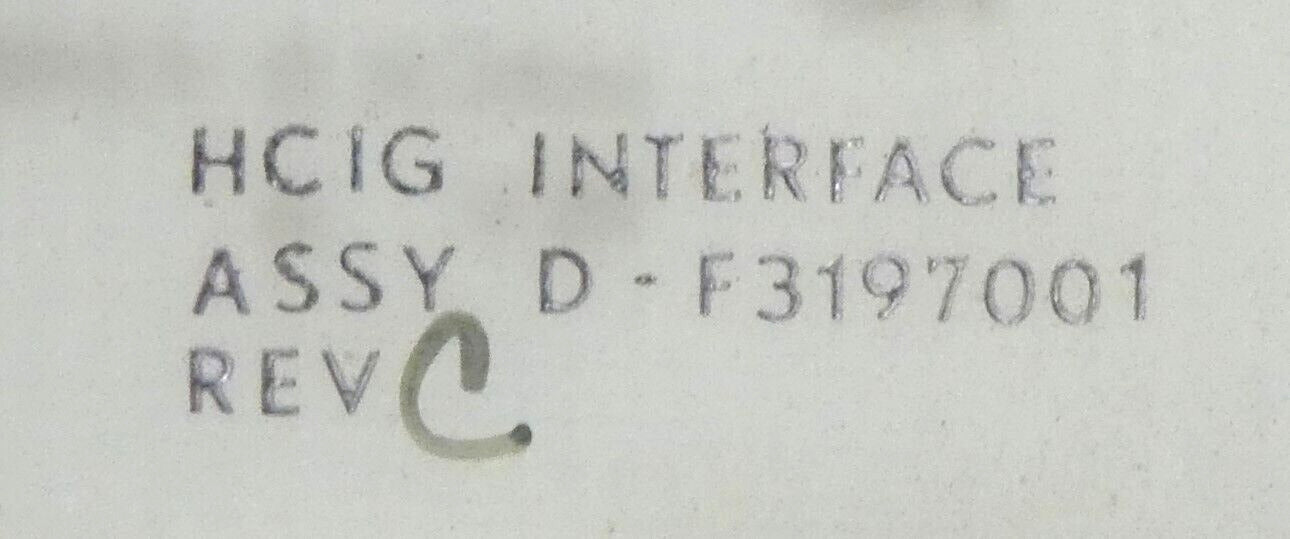 HCIG INTERFACE
ASSY D-F3197001
REV C